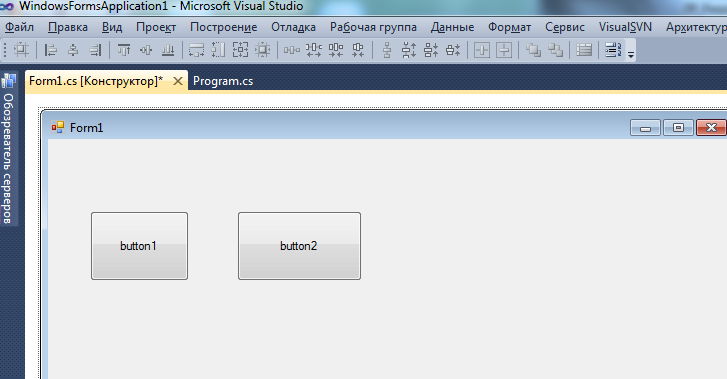 WindowsFormsApplication1 - Microsoft Visual Studio
Файл Правка Вид Проект Построение Отладка Рабочая группа Данные Формат Сервис VisualSVN Архитектур
Form1.cs [Конструктор]* Program.cs
Обозреватель серверов
Form1
button1 button2